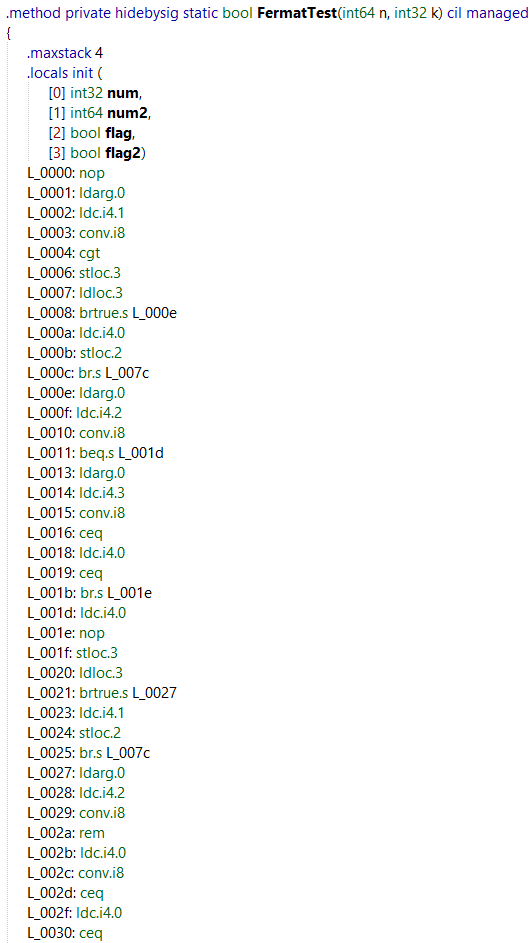 .method private hidebysig static bool FermatTest(int64 n, int32 k) cil managed
{
.maxstack 4
.locals init (
[0] int32 num,
[1] int64 num2,
[2] bool flag,
[3] bool flag2)
L_0000: nop
L_0001: ldarg.0
L_0002: ldc.i4.1
L_0003: conv.i8
L_0004: cgt
L_0006: stloc.3
L_0007: ldloc.3
L_0008: brtrue.s L_000e
L_000a: ldc.i4.0
L_000b: stloc.2
L_000c: br.s L_007c
L_000e: ldarg.0
L_000f: ldc.i4.2
L_0010: conv.i8
L_0011: beq.s L_001d
L_0013: ldarg.0
L_0014: ldc.i4.3
L_0015: conv.i8
L_0016: ceq
L_0018: ldc.i4.0
L_0019: ceq
L_001b: br.s L_001e
L_001d: ldc.i4.0
L_001e: nop
L_001f: stloc.3
L_0020: ldloc.3
L_0021: brtrue.s L_0027
L_0023: ldc.i4.1
L_0024: stloc.2
L_0025: br.s L_007c
L_0027: ldarg.0
L_0028: ldc.i4.2
L_0029: conv.i8
L_002a: rem
L_002b: ldc.i4.0
L_002c: conv.i8
L_002d: ceq
L_002f: ldc.i4.0
L_0030: ceq